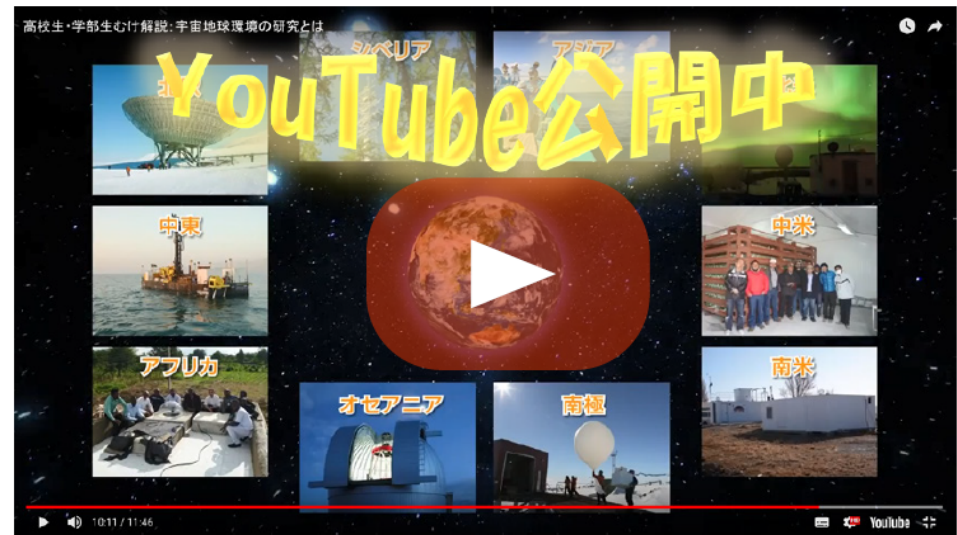 高校生・学部生むけ解説:宇宙地球環境の研究とは
シベリア
アジア
YouTube公開中
中東
中米
アフリカ
南米
オセアニア
南極
10:11 / 11:46
YouTube